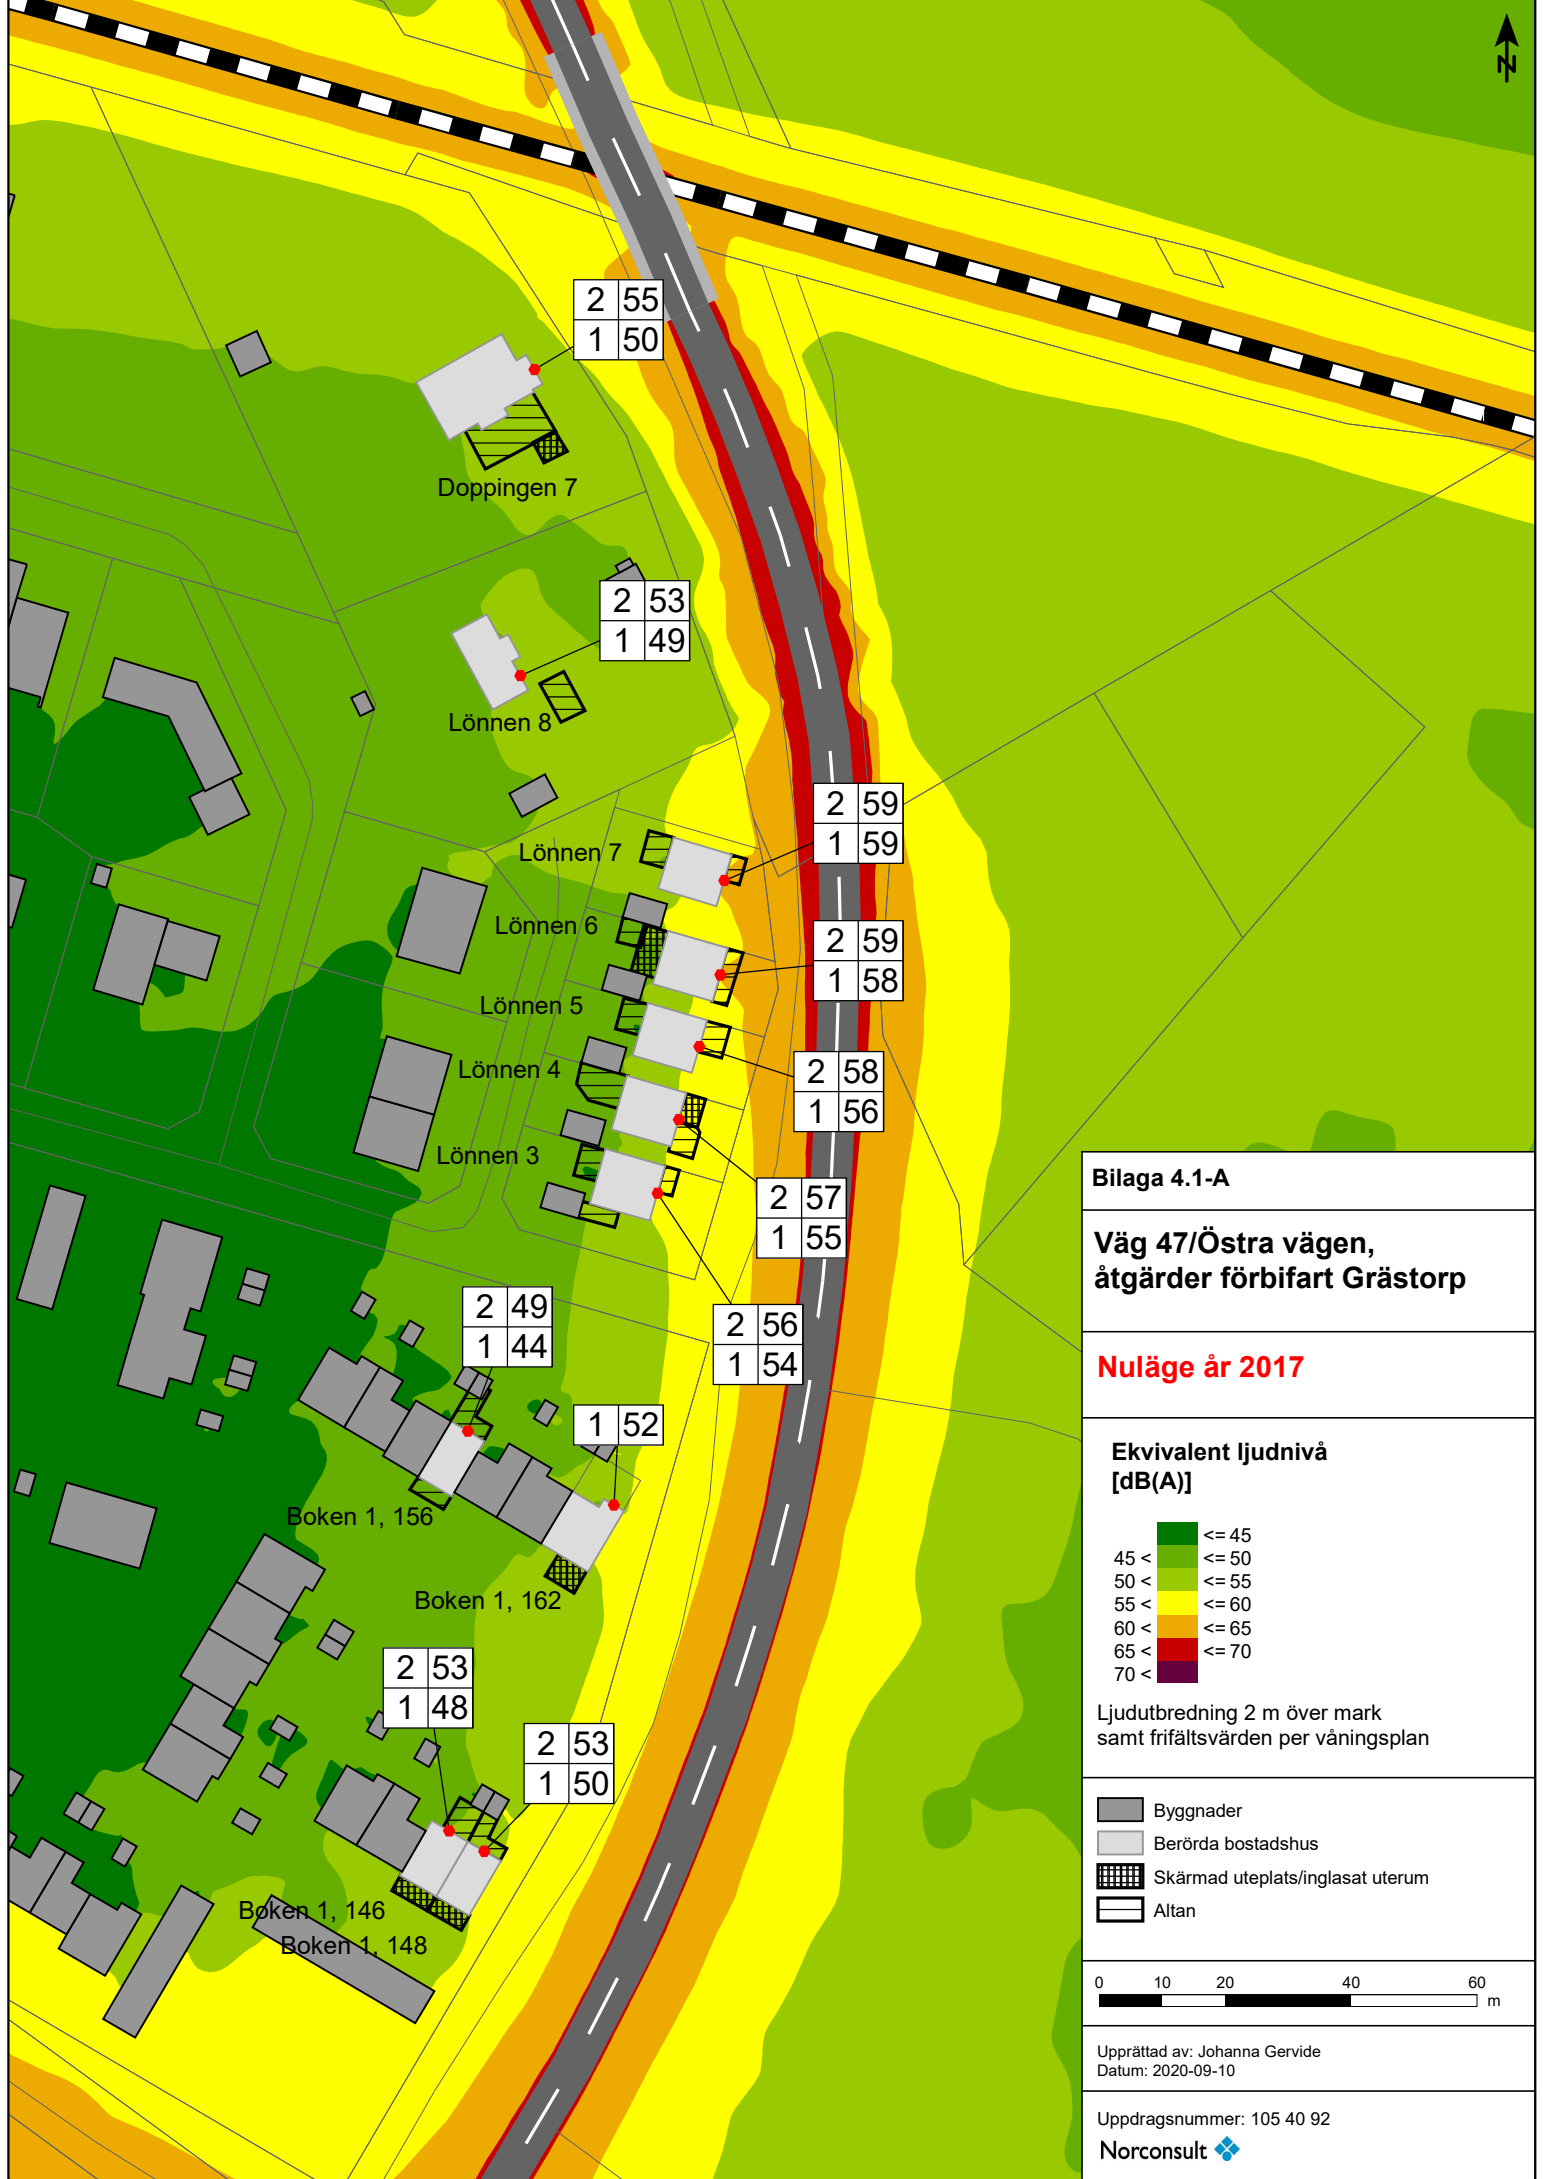 N
2 55
1 50
Doppingen 7
2 53
1 49
Lönnen 8
2 59
1 59
Lönnen 7
2 59
1 58
Lönnen 6
Lönnen 5
2 58
1 56
Lönnen 4
Lönnen 3
2 57
1 55
2 56
1 54
2 49
1 44
1 52
Boken 1, 156
Boken 1, 162
2 53
1 48
2 53
1 50
Boken 1, 146
Boken 1, 148
Bilaga 4.1-A
Väg 47/Östra vägen,
åtgärder förbifart Grästorp
Nuläge år 2017
Ekvivalent ljudnivå
[dB(A)]
<= 45
45 < <= 50
50 < <= 55
55 < <= 60
60 < <= 65
65 < <= 70
70 <
Ljudutbredning 2 m över mark
samt frifältsvärden per våningsplan
Byggnader
Berörda bostadshus
Skärmad uteplats/inglasat uterum
Altan
0 10 20 40 60
m
Upprättad av: Johanna Gervide
Datum: 2020-09-10
Uppdragsnummer: 105 40 92
Norconsult